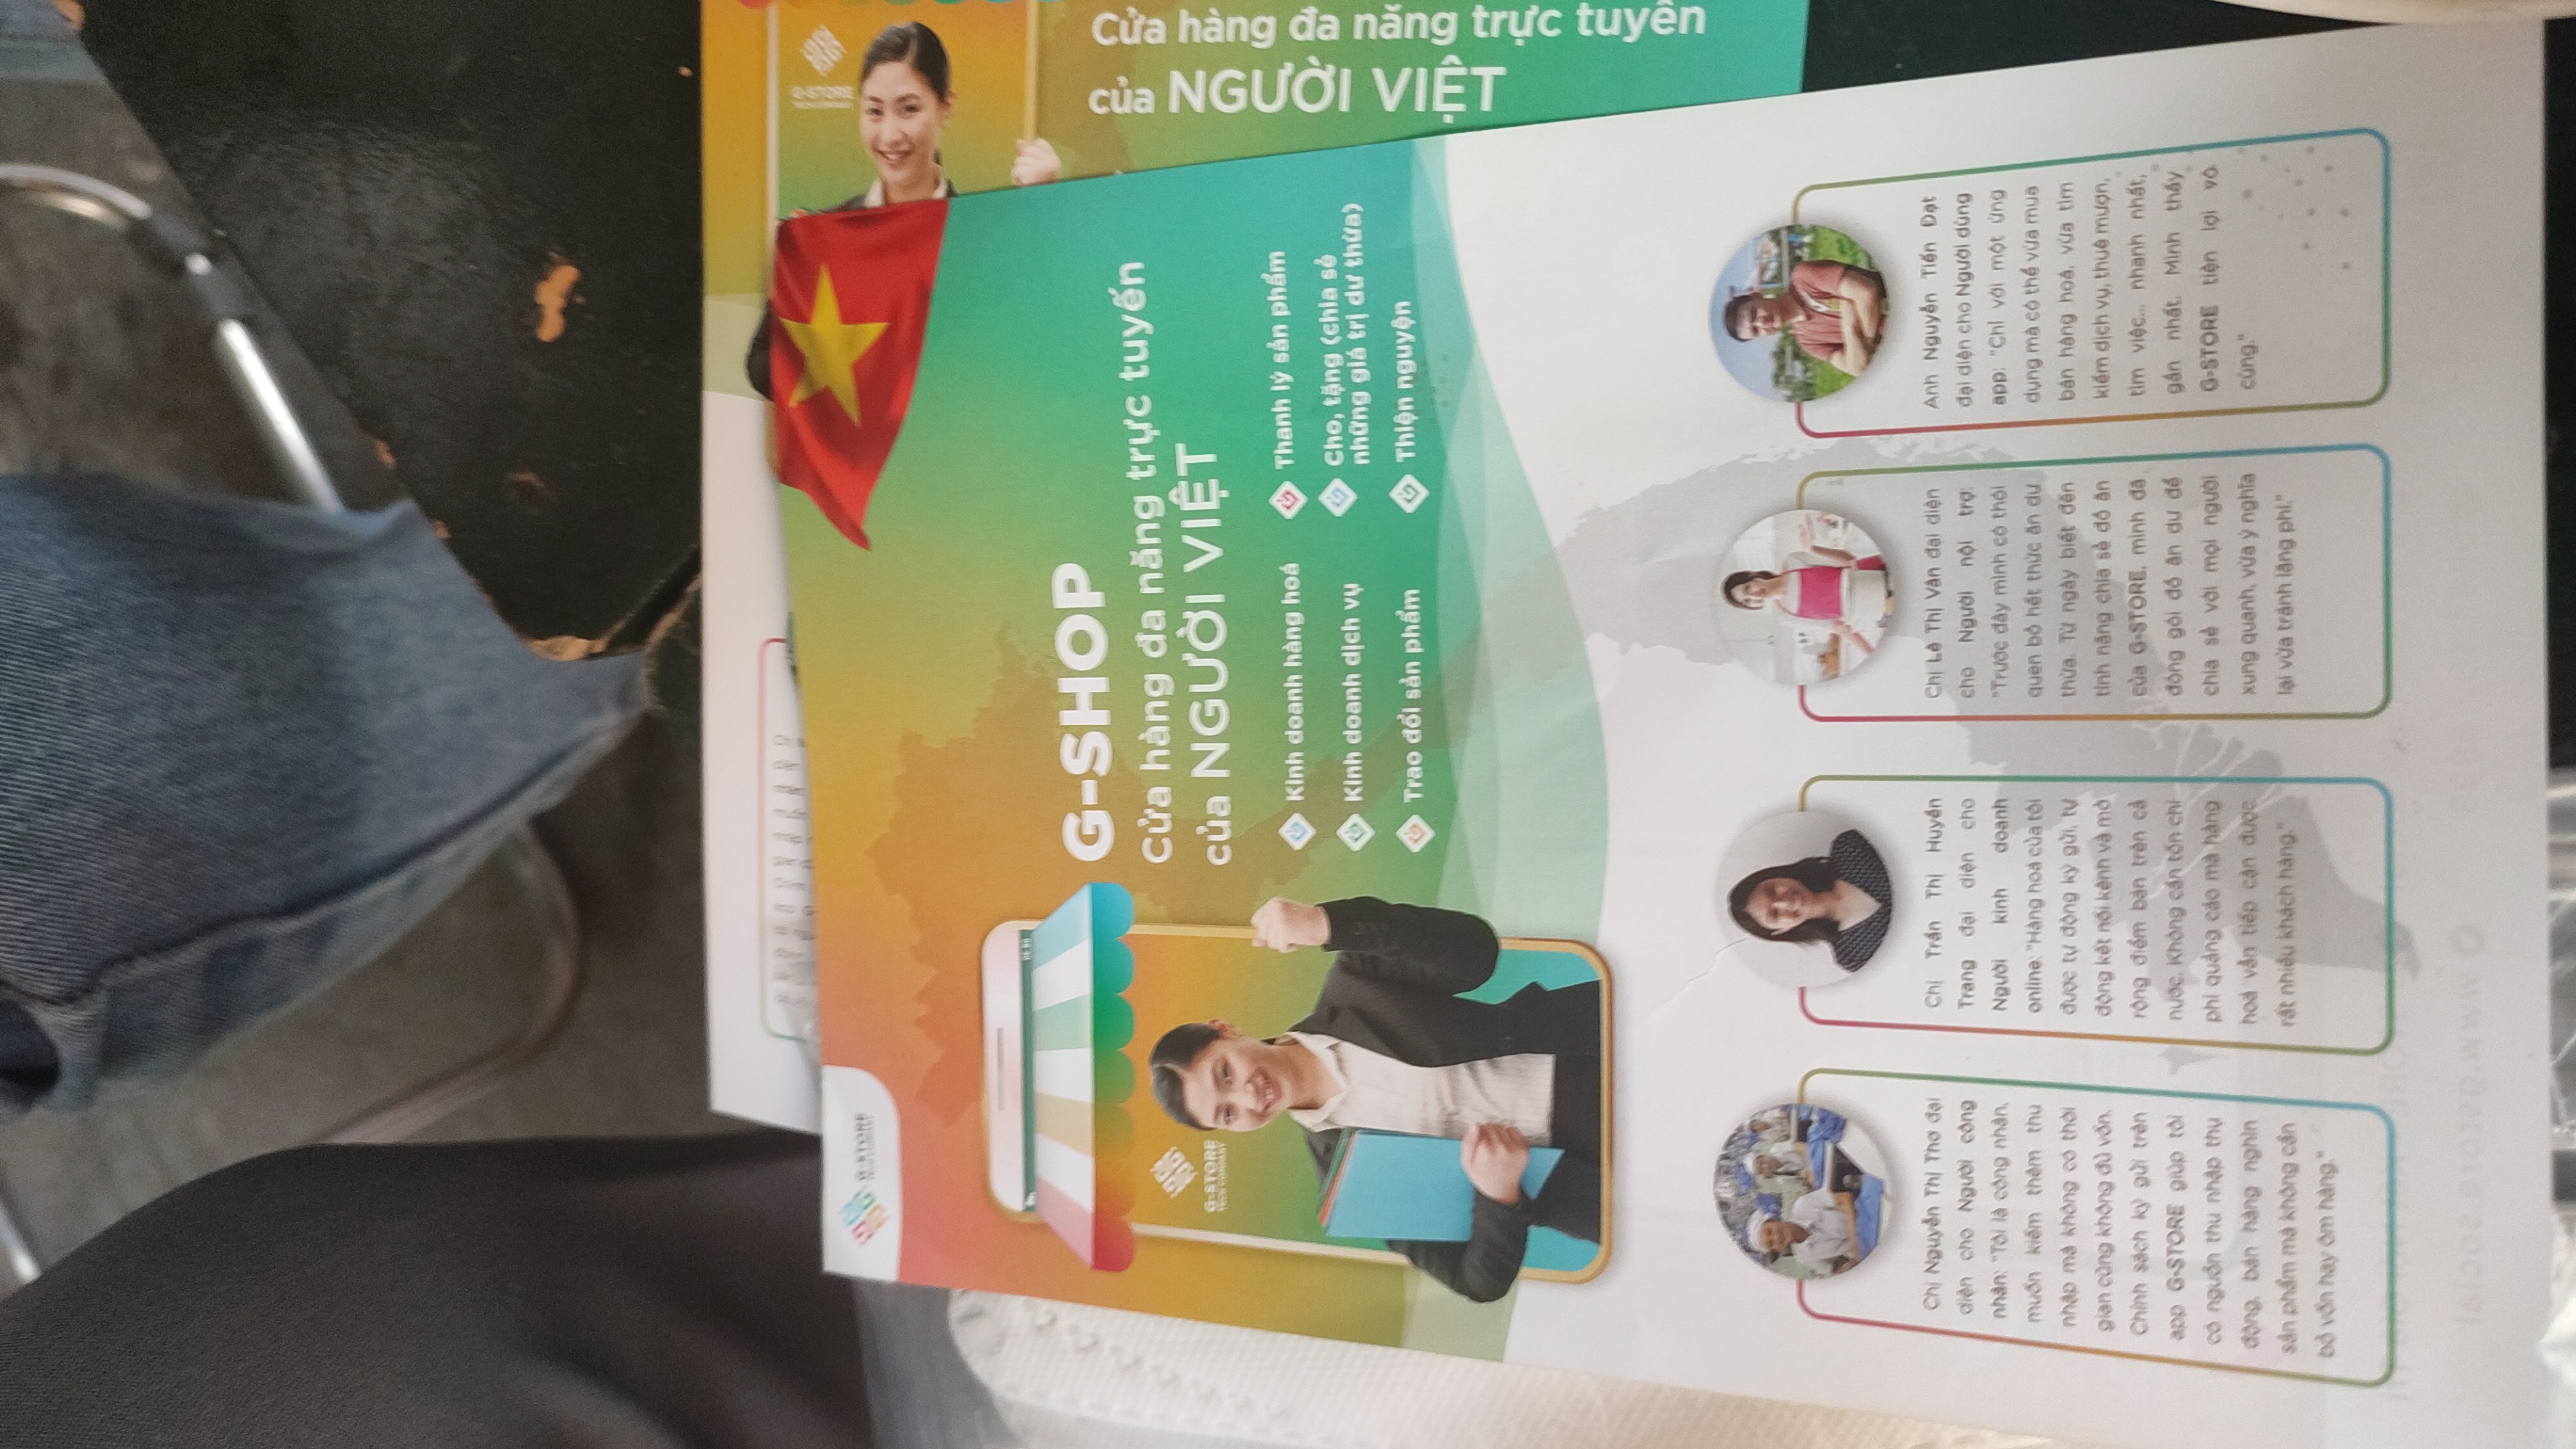 G-STORE
TECH COMPANY
G-STORE
TECH COMPANY
G-SHOP
Cửa hàng đa năng trực tuyến
của NGƯỜI VIỆT
Kinh doanh hàng hoá
Kinh doanh dịch vụ
Trao đổi sản phẩm
Thanh lý sản phẩm
Cho, tặng (chia sẻ
những giá trị dư thừa)
Thiện nguyện
Chị Nguyễn Thị Thơ đại
diện cho Người công
nhân: "Tôi là công nhân,
muốn kiếm thêm thu
nhập mà không có thời
gian cũng không đủ vốn.
Chính sách ký gửi trên
app G-STORE giúp tôi
có nguồn thu nhập thụ
động, bán hàng nghìn
sản phẩm mà không cần
bỏ vốn hay ôm hàng."
Chị Trần Thị Huyền
Trang đại diện cho
Người kinh doanh
online: "Hàng hoá của tôi
được tự động ký gửi, tự
động kết nối kênh và mở
rộng điểm bán trên cả
nước. Không cần tốn chi
phí quảng cáo mà hàng
hoá vẫn tiếp cận được
rất nhiều khách hàng."
Chị Lê Thị Vân đại diện
cho Người nội trợ:
"Trước đây mình có thói
quen bỏ hết thức ăn dư
thừa. Từ ngày biết đến
tính năng chia sẻ đồ ăn
của G-STORE, mình đã
đóng gói đồ ăn dư để
chia sẻ với mọi người
xung quanh, vừa ý nghĩa
lại vừa tránh lãng phí."
Anh Nguyễn Tiến Đạt
đại diện cho Người dùng
app: "Chỉ với một ứng
dụng mà có thể vừa mua
bán hàng hoá, vừa tìm
kiếm dịch vụ, thuê mượn,
tìm việc... nhanh nhất,
gần nhất. Mình thấy
G-STORE tiện lợi vô
cùng."
G-STORE
Cửa hàng đa năng trực tuyến
của NGƯỜI VIỆT
www.gstore.social